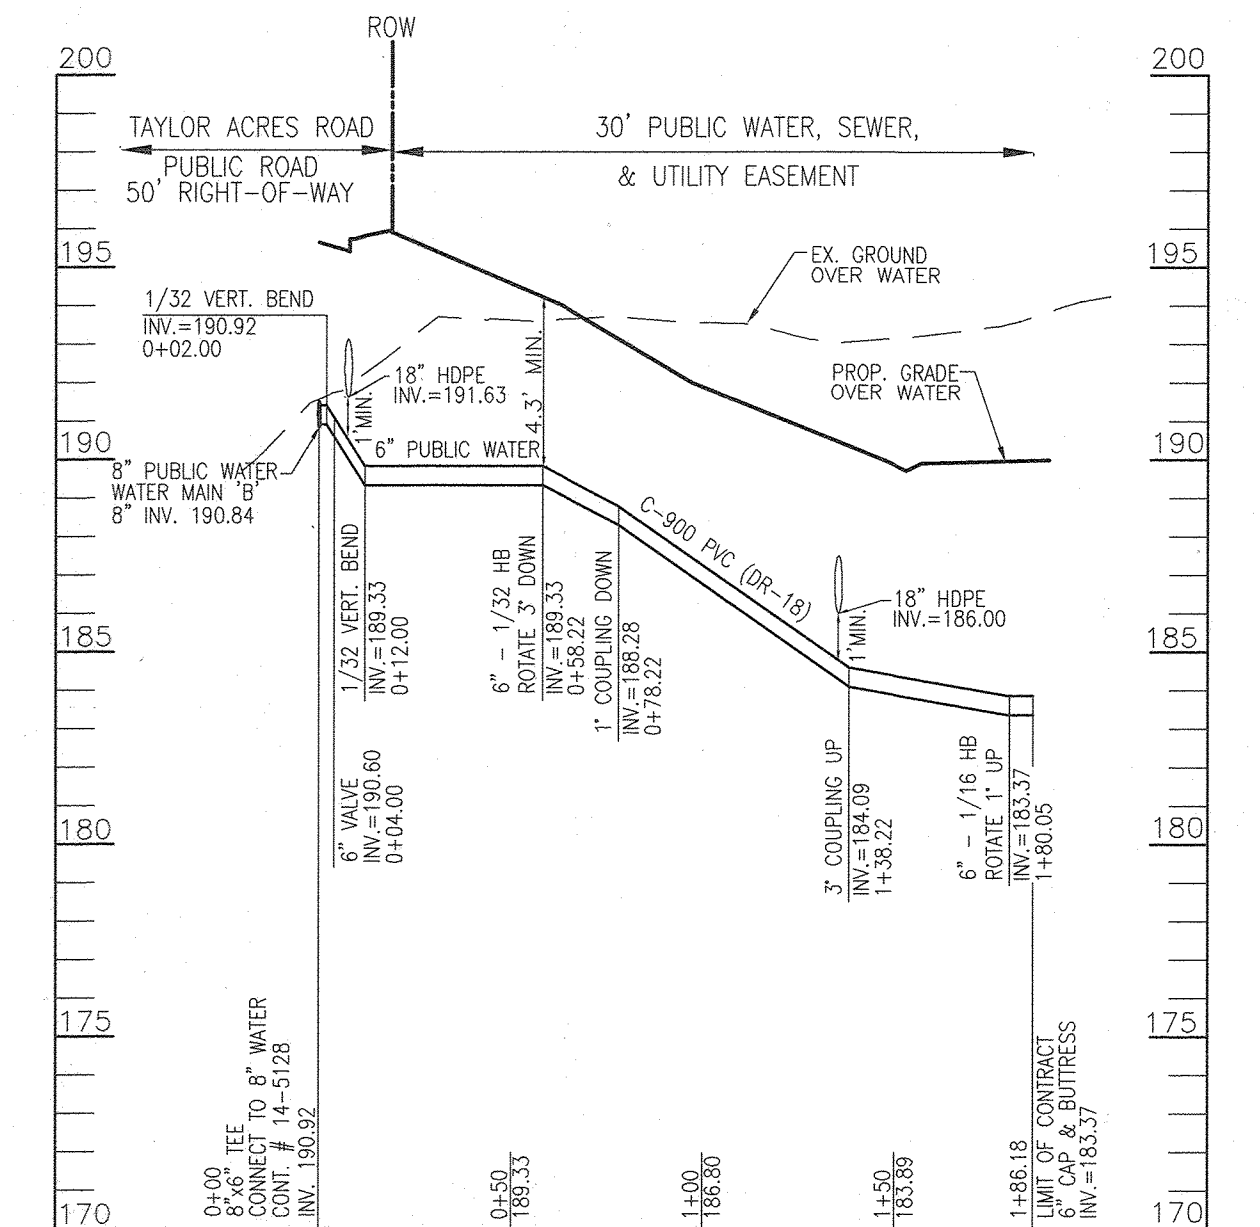 ROW
200
200
TAYLOR ACRES ROAD
PUBLIC ROAD
50' RIGHT-OF-WAY
30' PUBLIC WATER, SEWER,
& UTILITY EASEMENT
195
195
EX. GROUND
OVER WATER
1/32 VERT. BEND
INV.=190.92
0+02.00
18" HDPE
INV.=191.63
1'MIN.
4.3' MIN.
PROP. GRADE
OVER WATER
190
190
6" PUBLIC WATER
8" PUBLIC WATER
WATER MAIN 'B'
8" INV. 190.84
C-900 PVC (DR-18)
1/32 VERT. BEND
INV.=189.33
0+12.00
6" - 1/32 HB
ROTATE 3° DOWN
INV.=189.33
0+58.22
1° COUPLING DOWN
INV.=188.28
0+78.22
18" HDPE
INV.=186.00
1'MIN.
185
185
6" VALVE
INV.=190.60
0+04.00
3° COUPLING UP
INV.=184.09
1+38.22
6" - 1/16 HB
ROTATE 1° UP
INV.=183.37
1+80.05
180
180
175
175
0+00
8"x6" TEE
CONNECT TO 8" WATER
CONT. # 14-5128
INV. 190.92
0+50
189.33
1+00
186.80
1+50
183.89
1+86.18
LIMIT OF CONTRACT
6" CAP & BUTTRESS
INV.=183.37
170
170